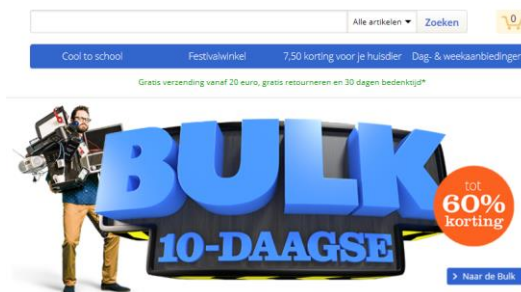 Alle artikelen Zoeken 0
Cool to school Festivalwinkel 7,50 korting voor je huisdier Dag- & weekaanbiedingen
Gratis verzending vanaf 20 euro, gratis retourneren en 30 dagen bedenktijd*
BULK
10-DAAGSE
tot
60%
korting
Naar de Bulk